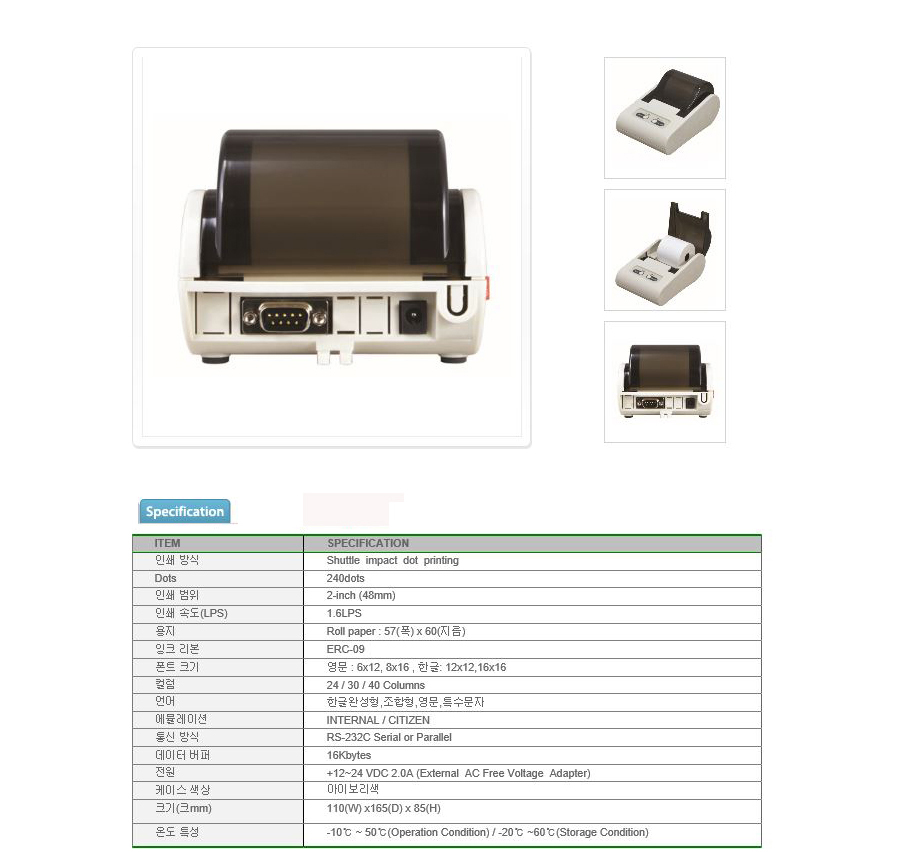 Specification
ITEM SPECIFICATION
인쇄 방식 Shuttle impact dot printing
Dots 240dots
인쇄 범위 2-inch (48mm)
인쇄 속도(LPS) 1.6LPS
용지 Roll paper : 57(폭) x 60(지름)
잉크 리본 ERC-09
폰트 크기 영문 : 6x12, 8x16 , 한글: 12x12,16x16
컬럼 24 / 30 / 40 Columns
언어 한글완성형,조합형,영문,특수문자
에뮬레이션 INTERNAL / CITIZEN
통신 방식 RS-232C Serial or Parallel
데이터 버퍼 16Kbytes
전원 +12~24 VDC 2.0A (External AC Free Voltage Adapter)
케이스 색상 아이보리색
크기(크mm) 110(W) x165(D) x 85(H)
온도 특성 -10℃ ~ 50℃(Operation Condition) / -20℃ ~60℃(Storage Condition)